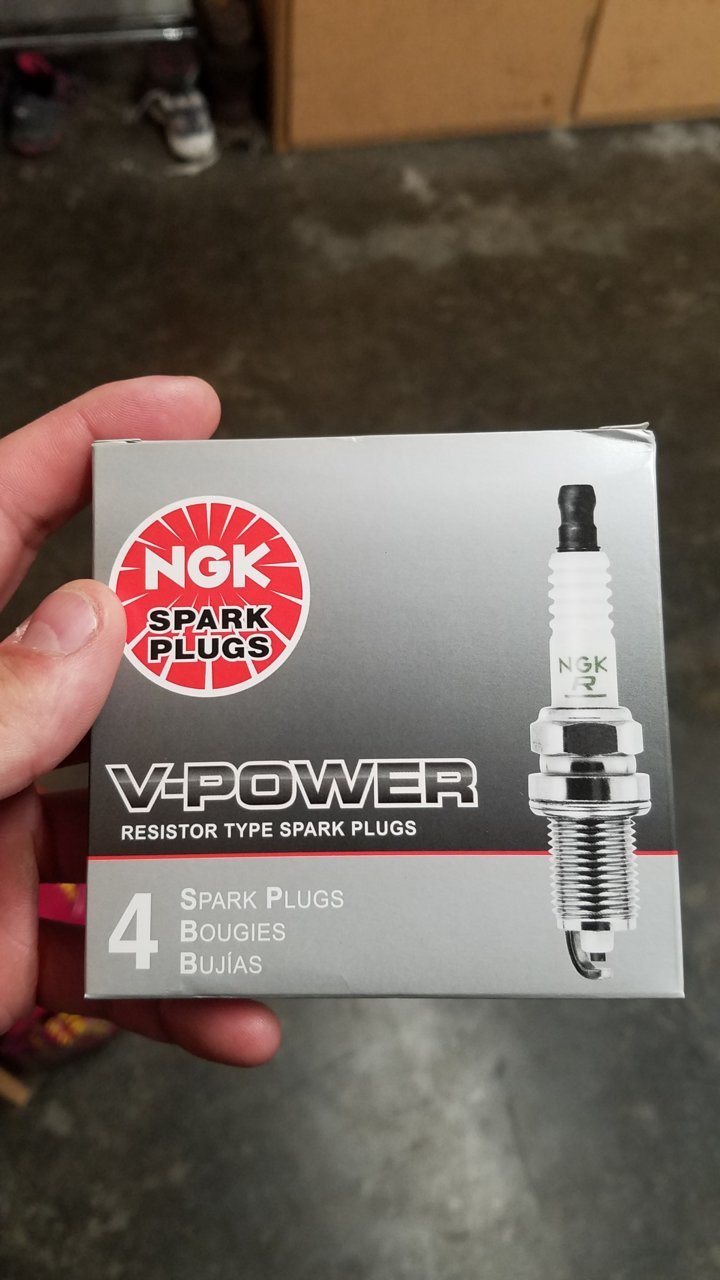 NGK
SPARK
PLUGS
NGK
R
V-POWER
RESISTOR TYPE SPARK PLUGS
4
SPARK PLUGS
BOUGIES
BUJÍAS